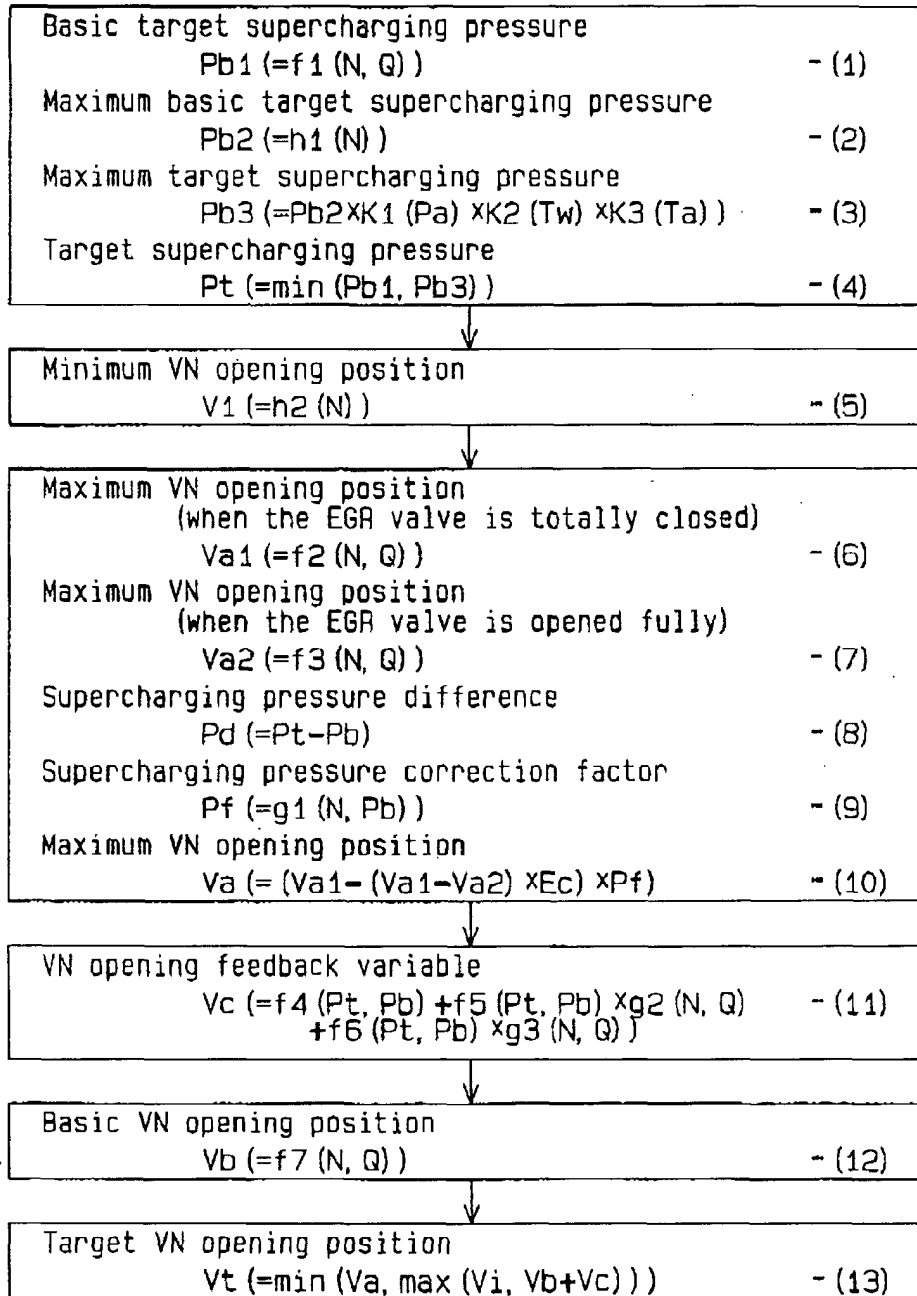 Basic target supercharging pressure
Pb1 (=f1 (N, Q) ) - (1)
Maximum basic target supercharging pressure
Pb2 (=h1 (N) ) - (2)
Maximum target supercharging pressure
Pb3 (=Pb2×K1 (Pa) ×K2 (Tw) ×K3 (Ta) ) - (3)
Target supercharging pressure
Pt (=min (Pb1, Pb3) ) - (4)
Minimum VN opening position
V1 (=h2 (N) ) - (5)
Maximum VN opening position
(when the EGR valve is totally closed)
Va1 (=f2 (N, Q) ) - (6)
Maximum VN opening position
(when the EGR valve is opened fully)
Va2 (=f3 (N, Q) ) - (7)
Supercharging pressure difference
Pd (=Pt-Pb) - (8)
Supercharging pressure correction factor
Pf (=g1 (N, Pb) ) - (9)
Maximum VN opening position
Va (= (Va1- (Va1-Va2) ×Ec) ×Pf) - (10)
VN opening feedback variable
Vc (=f4 (Pt, Pb) +f5 (Pt, Pb) ×g2 (N, Q) - (11)
+f6 (Pt, Pb) ×g3 (N, Q) )
Basic VN opening position
Vb (=f7 (N, Q) ) - (12)
Target VN opening position
Vt (=min (Va, max (Vi, Vb+Vc) ) ) - (13)